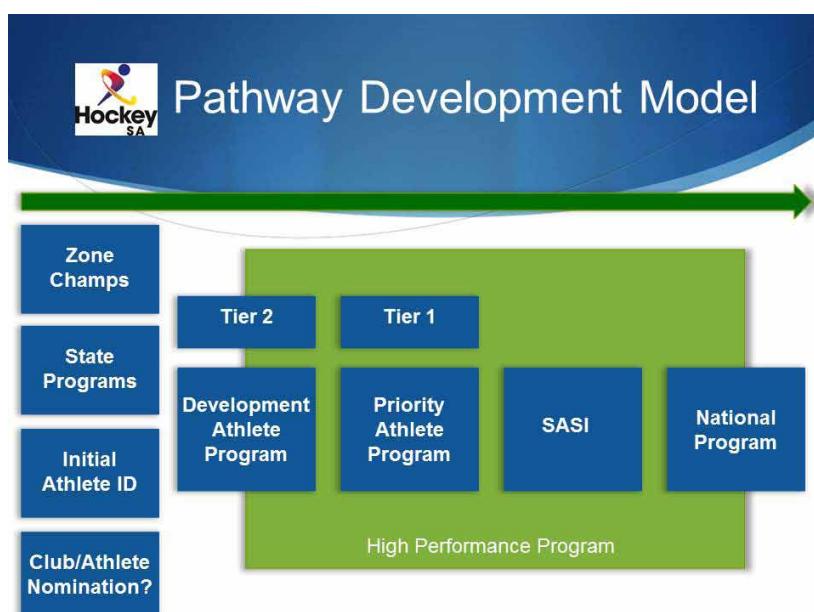 Hockey
SA
Pathway Development Model
Zone
Champs
State
Programs
Initial
Athlete ID
Club/Athlete
Nomination?
Tier 2
Development
Athlete
Program
Tier 1
Priority
Athlete
Program
SASI
National
Program
High Performance Program